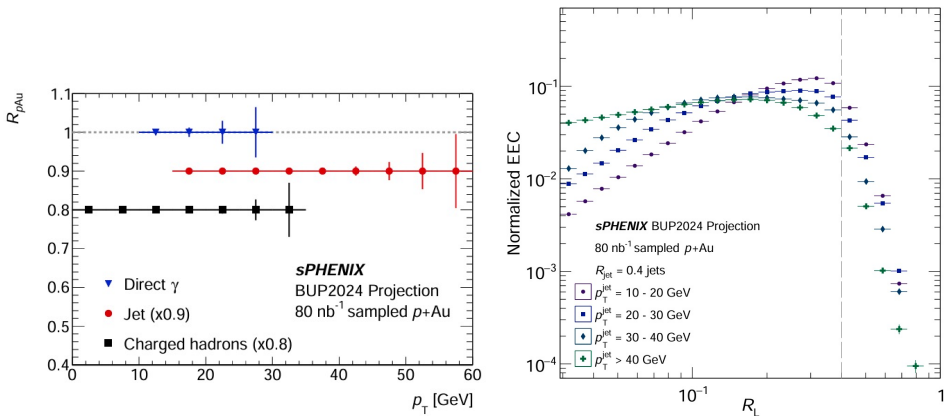 R_pAu
1.1
1
0.9
0.8
0.7
0.6
0.5
0.4
Direct γ
Jet (x0.9)
Charged hadrons (x0.8)
sPHENIX
BUP2024 Projection
80 nb⁻¹ sampled p+Au
0 10 20 30 40 50 60
p_T [GeV]
Normalized EEC
10⁻¹
10⁻²
10⁻³
10⁻⁴
sPHENIX BUP2024 Projection
80 nb⁻¹ sampled p+Au
R_jet = 0.4 jets
p_T^jet = 10 - 20 GeV
p_T^jet = 20 - 30 GeV
p_T^jet = 30 - 40 GeV
p_T^jet > 40 GeV
10⁻¹ 1
R_L